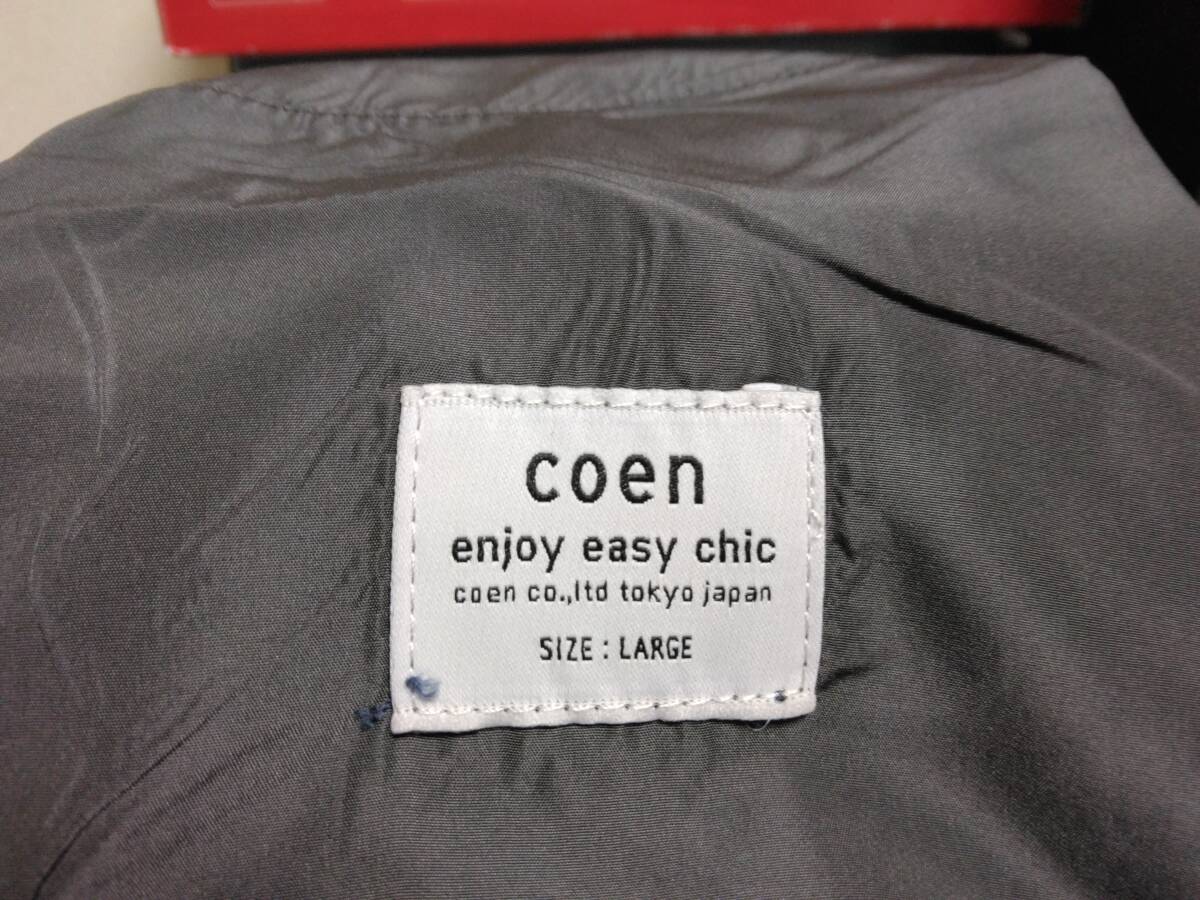 coen
enjoy easy chic
coen co.,ltd tokyo japan
SIZE : LARGE